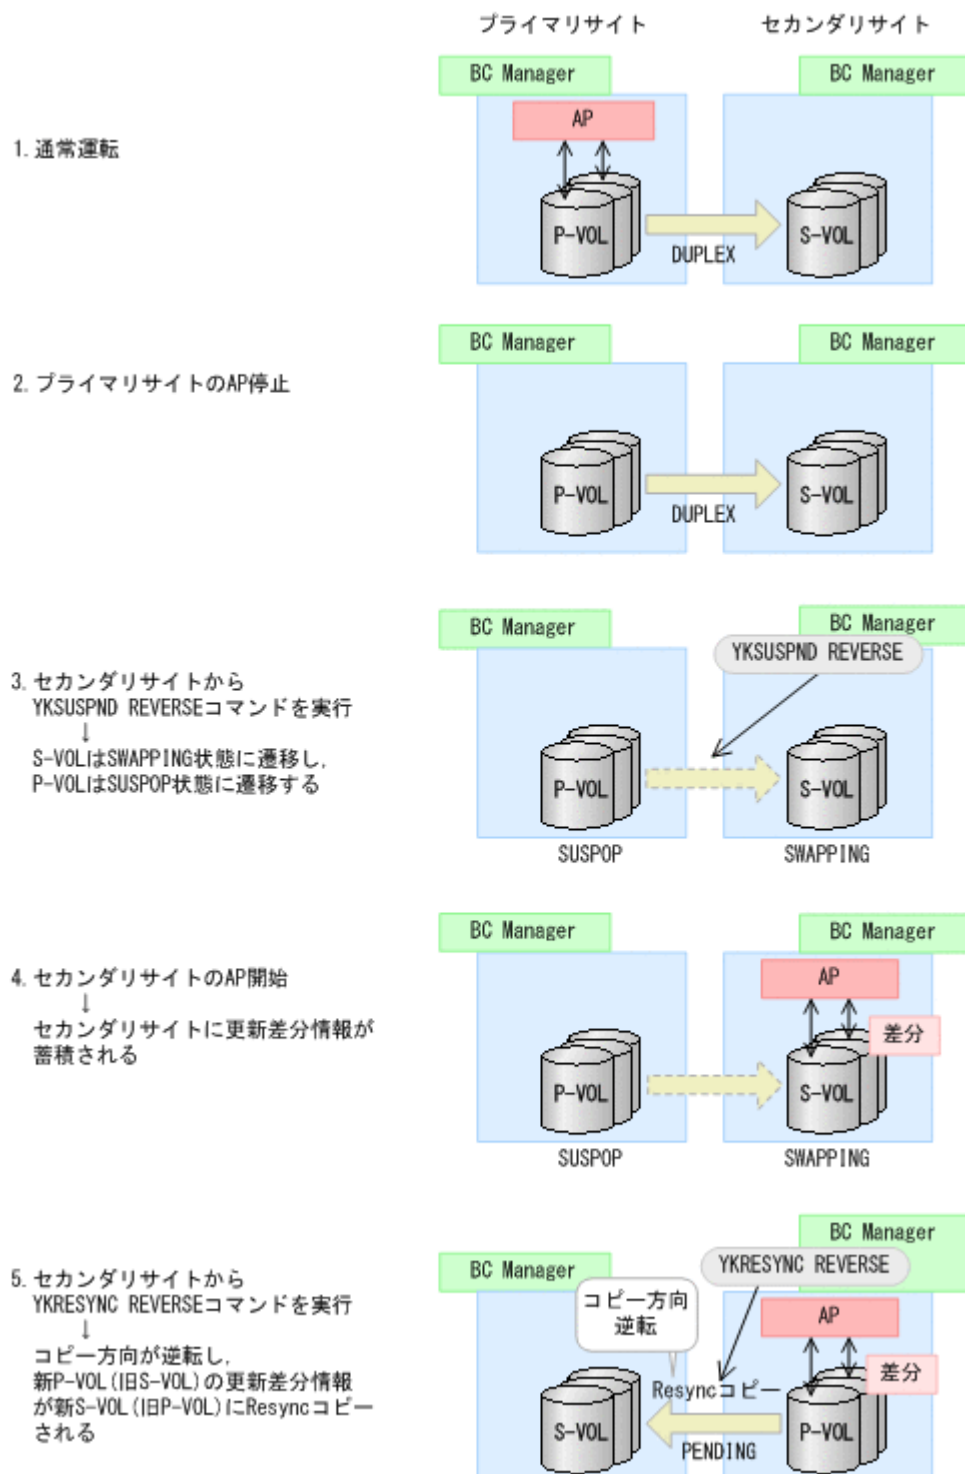 プライマリサイト
セカンダリサイト
BC Manager
BC Manager
AP
1. 通常運転
P-VOL
S-VOL
DUPLEX
BC Manager
BC Manager
2. プライマリサイトのAP停止
P-VOL
S-VOL
DUPLEX
BC Manager
BC Manager
YKSUSPND REVERSE
3. セカンダリサイトから
YKSUSPND REVERSEコマンドを実行
↓
S-VOLはSWAPPING状態に遷移し,
P-VOLはSUSPOP状態に遷移する
P-VOL
S-VOL
SUSPOP
SWAPPING
BC Manager
BC Manager
4. セカンダリサイトのAP開始
↓
セカンダリサイトに更新差分情報が
蓄積される
AP
差分
P-VOL
S-VOL
SUSPOP
SWAPPING
BC Manager
BC Manager
YKRESYNC REVERSE
5. セカンダリサイトから
YKRESYNC REVERSEコマンドを実行
↓
コピー方向が逆転し,
新P-VOL(旧S-VOL)の更新差分情報
が新S-VOL(旧P-VOL)にResyncコピー
される
コピー方向
逆転
AP
差分
Resyncコピー
S-VOL
P-VOL
PENDING